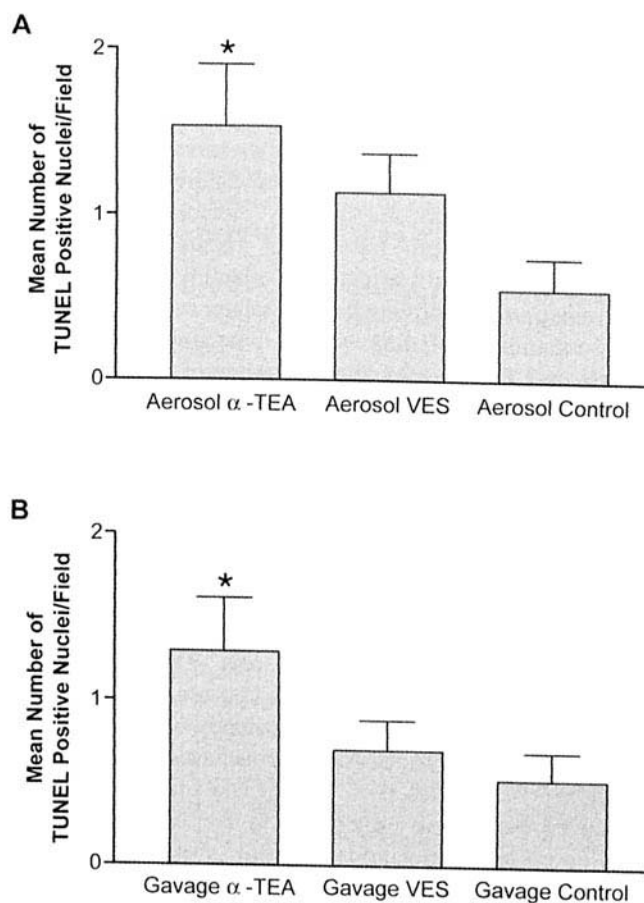 A
*
2
1
0
Mean Number of
TUNEL Positive Nuclei/Field
Aerosol α -TEA Aerosol VES Aerosol Control
B
*
2
1
0
Mean Number of
TUNEL Positive Nuclei/Field
Gavage α -TEA Gavage VES Gavage Control